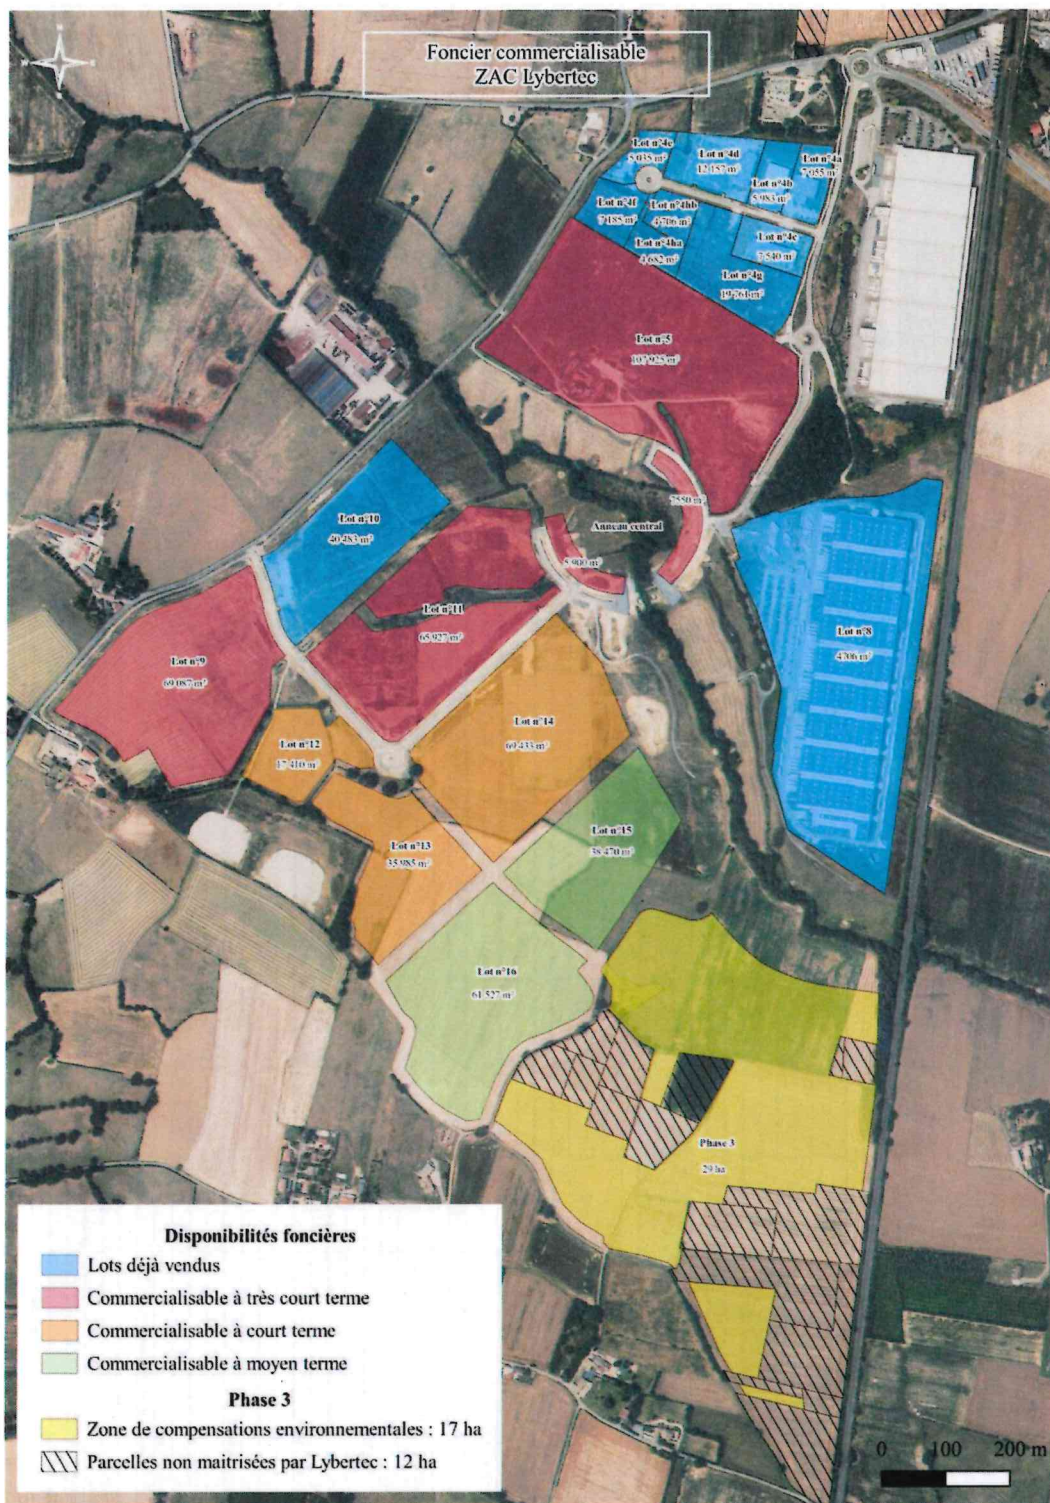 Foncier commercialisable
ZAC Lybertec
Lot n°4e
5 035 m²
Lot n°4d
12 157 m²
Lot n°4a
7 055 m²
Lot n°4b
5 983 m²
Lot n°4f
7 185 m²
Lot n°4hb
4 706 m²
Lot n°4ha
4 682 m²
Lot n°4c
7 540 m²
Lot n°4g
19 761 m²
Lot n°5
107 925 m²
7550 m²
Anneau central
5 900 m²
Lot n°10
40 483 m²
Lot n°11
65 927 m²
Lot n°8
4706 m²
Lot n°9
69 087 m²
Lot n°14
69 433 m²
Lot n°12
17 410 m²
Lot n°15
38 470 m²
Lot n°13
35 985 m²
Lot n°16
61 527 m²
Phase 3
29 ha
Disponibilités foncières
Lots déjà vendus
Commercialisable à très court terme
Commercialisable à court terme
Commercialisable à moyen terme
Phase 3
Zone de compensations environnementales : 17 ha
Parcelles non maitrisées par Lybertec : 12 ha
0 100 200 m